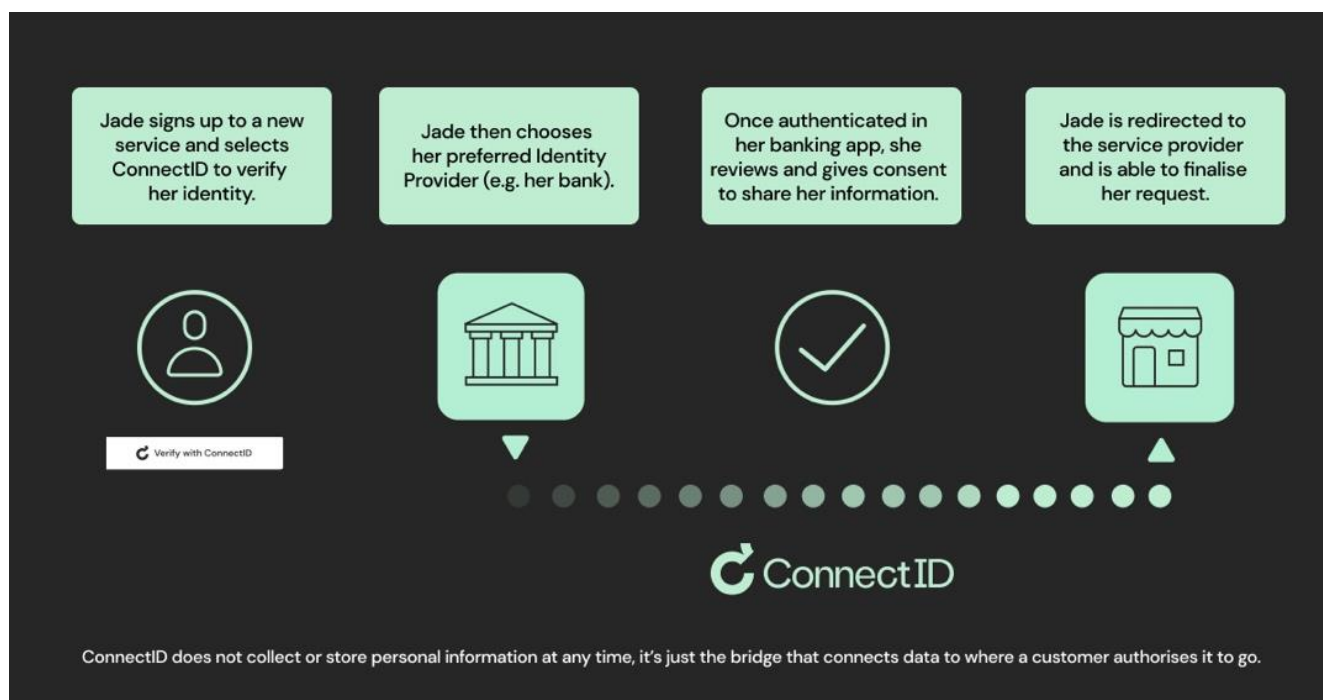 Jade signs up to a new
service and selects
ConnectID to verify
her identity.
Jade then chooses
her preferred Identity
Provider (e.g. her bank).
Once authenticated in
her banking app, she
reviews and gives consent
to share her information.
Jade is redirected to
the service provider
and is able to finalise
her request.
Verify with ConnectID
ConnectID
ConnectID does not collect or store personal information at any time, it’s just the bridge that connects data to where a customer authorises it to go.